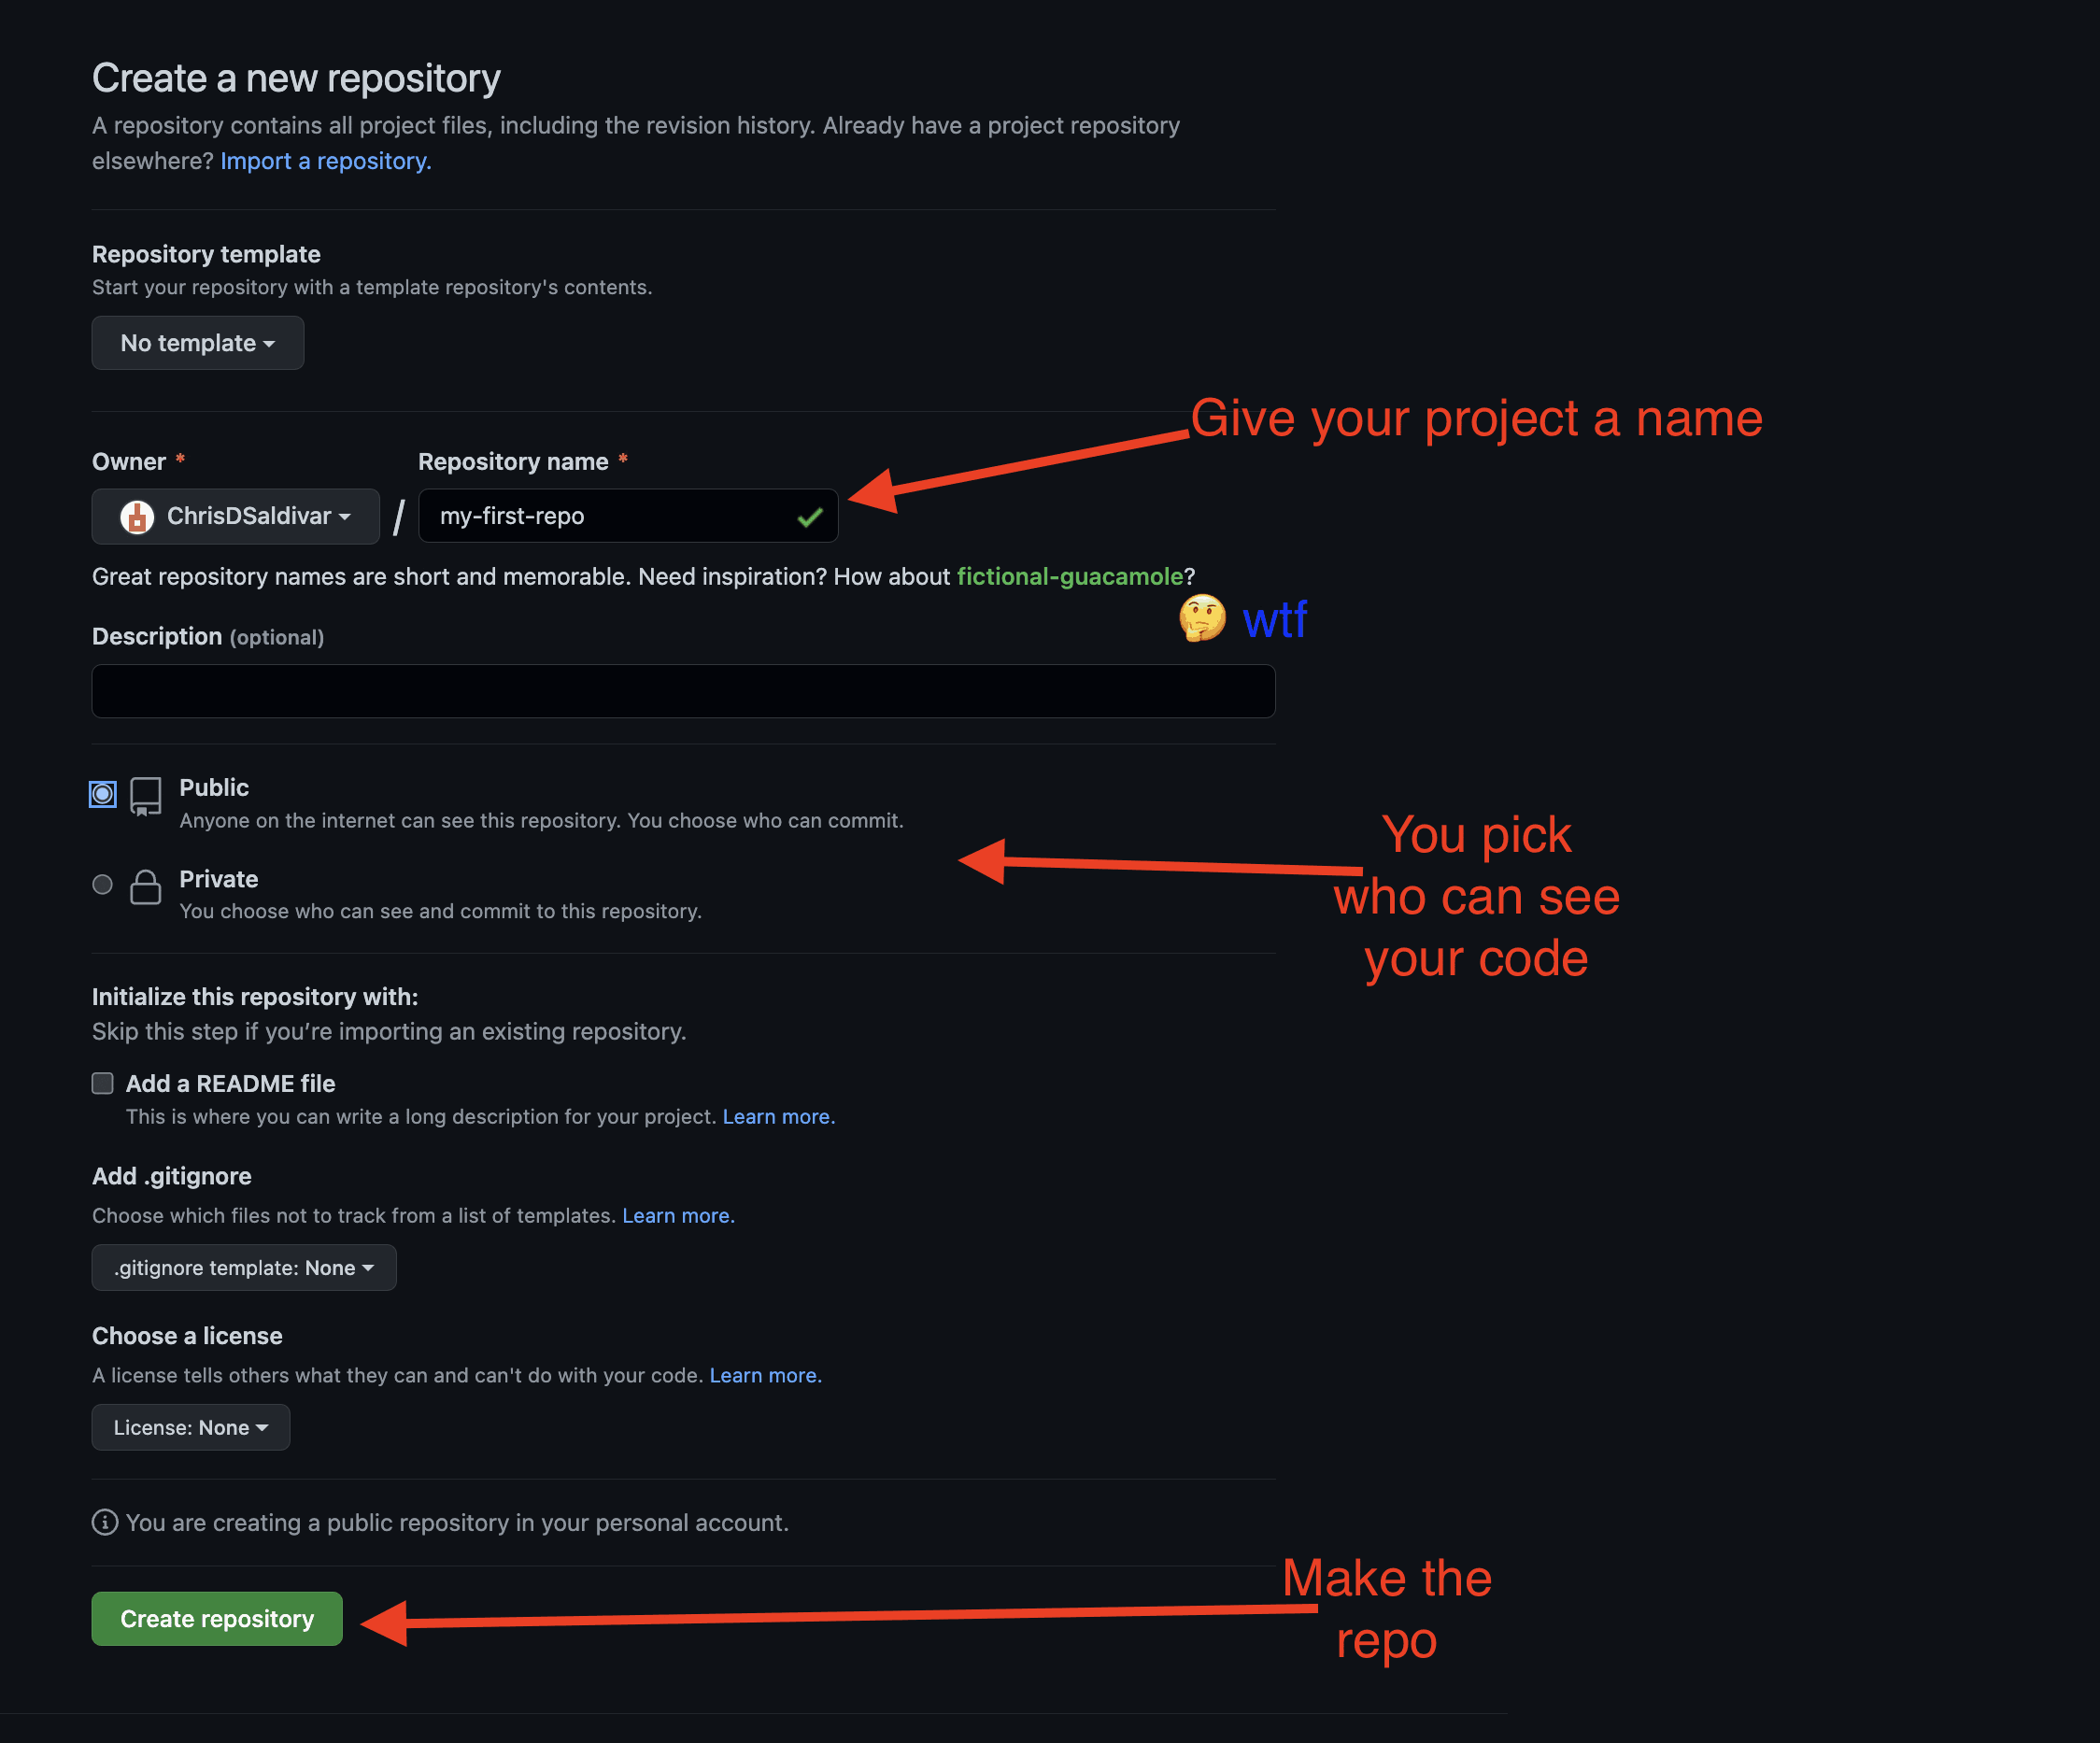 Create a new repository
A repository contains all project files, including the revision history. Already have a project repository
elsewhere? Import a repository.
Repository template
Start your repository with a template repository's contents.
No template
Give your project a name
Owner *
Repository name *
ChrisDSaldivar
/
my-first-repo
Great repository names are short and memorable. Need inspiration? How about fictional-guacamole?
🤔 wtf
Description (optional)
Public
Anyone on the internet can see this repository. You choose who can commit.
You pick
who can see
your code
Private
You choose who can see and commit to this repository.
Initialize this repository with:
Skip this step if you’re importing an existing repository.
Add a README file
This is where you can write a long description for your project. Learn more.
Add .gitignore
Choose which files not to track from a list of templates. Learn more.
.gitignore template: None
Choose a license
A license tells others what they can and can't do with your code. Learn more.
License: None
You are creating a public repository in your personal account.
Make the
repo
Create repository